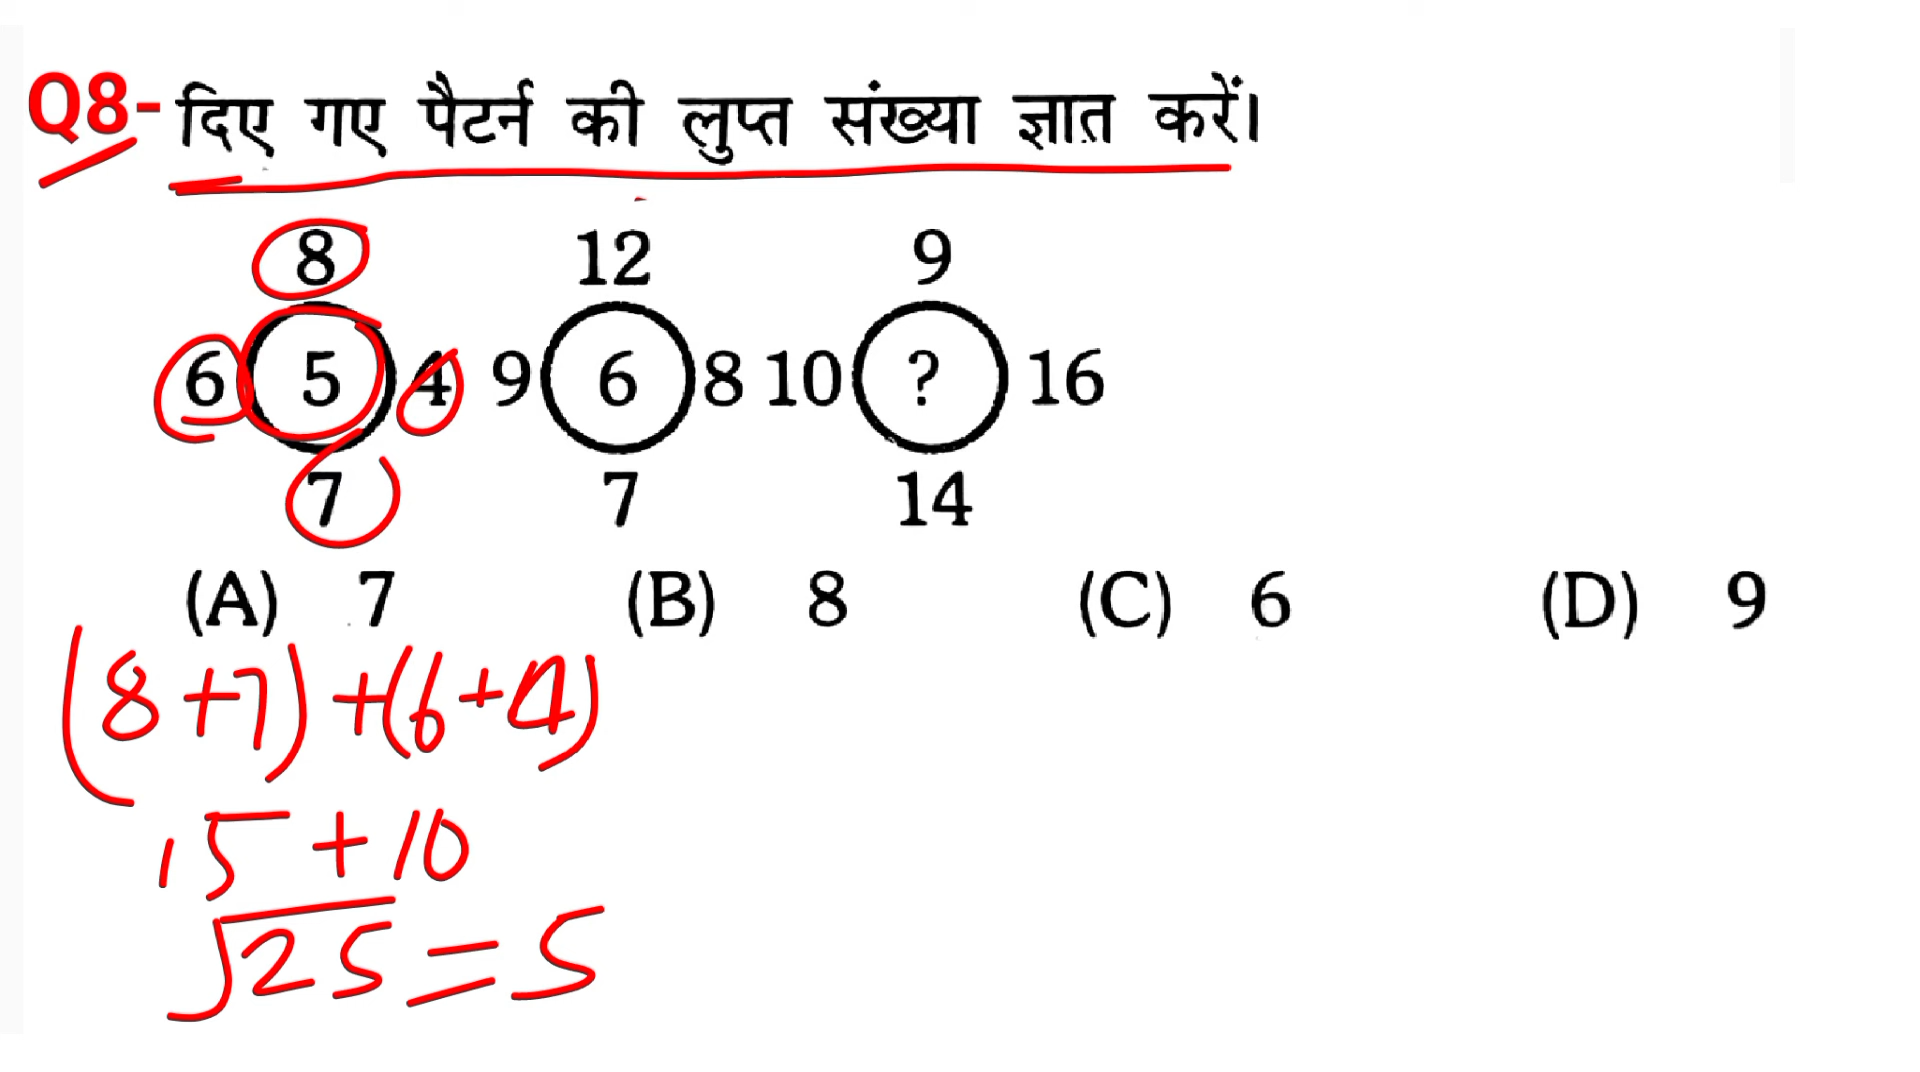 Q8- दिए गए पैटर्न की लुप्त संख्या ज्ञात करें।
8 12 9
6 5 4 9 6 8 10 ? 16
7 7 14
(A) 7 (B) 8 (C) 6 (D) 9
(8+7)+(6+4)
15+10
√25=5